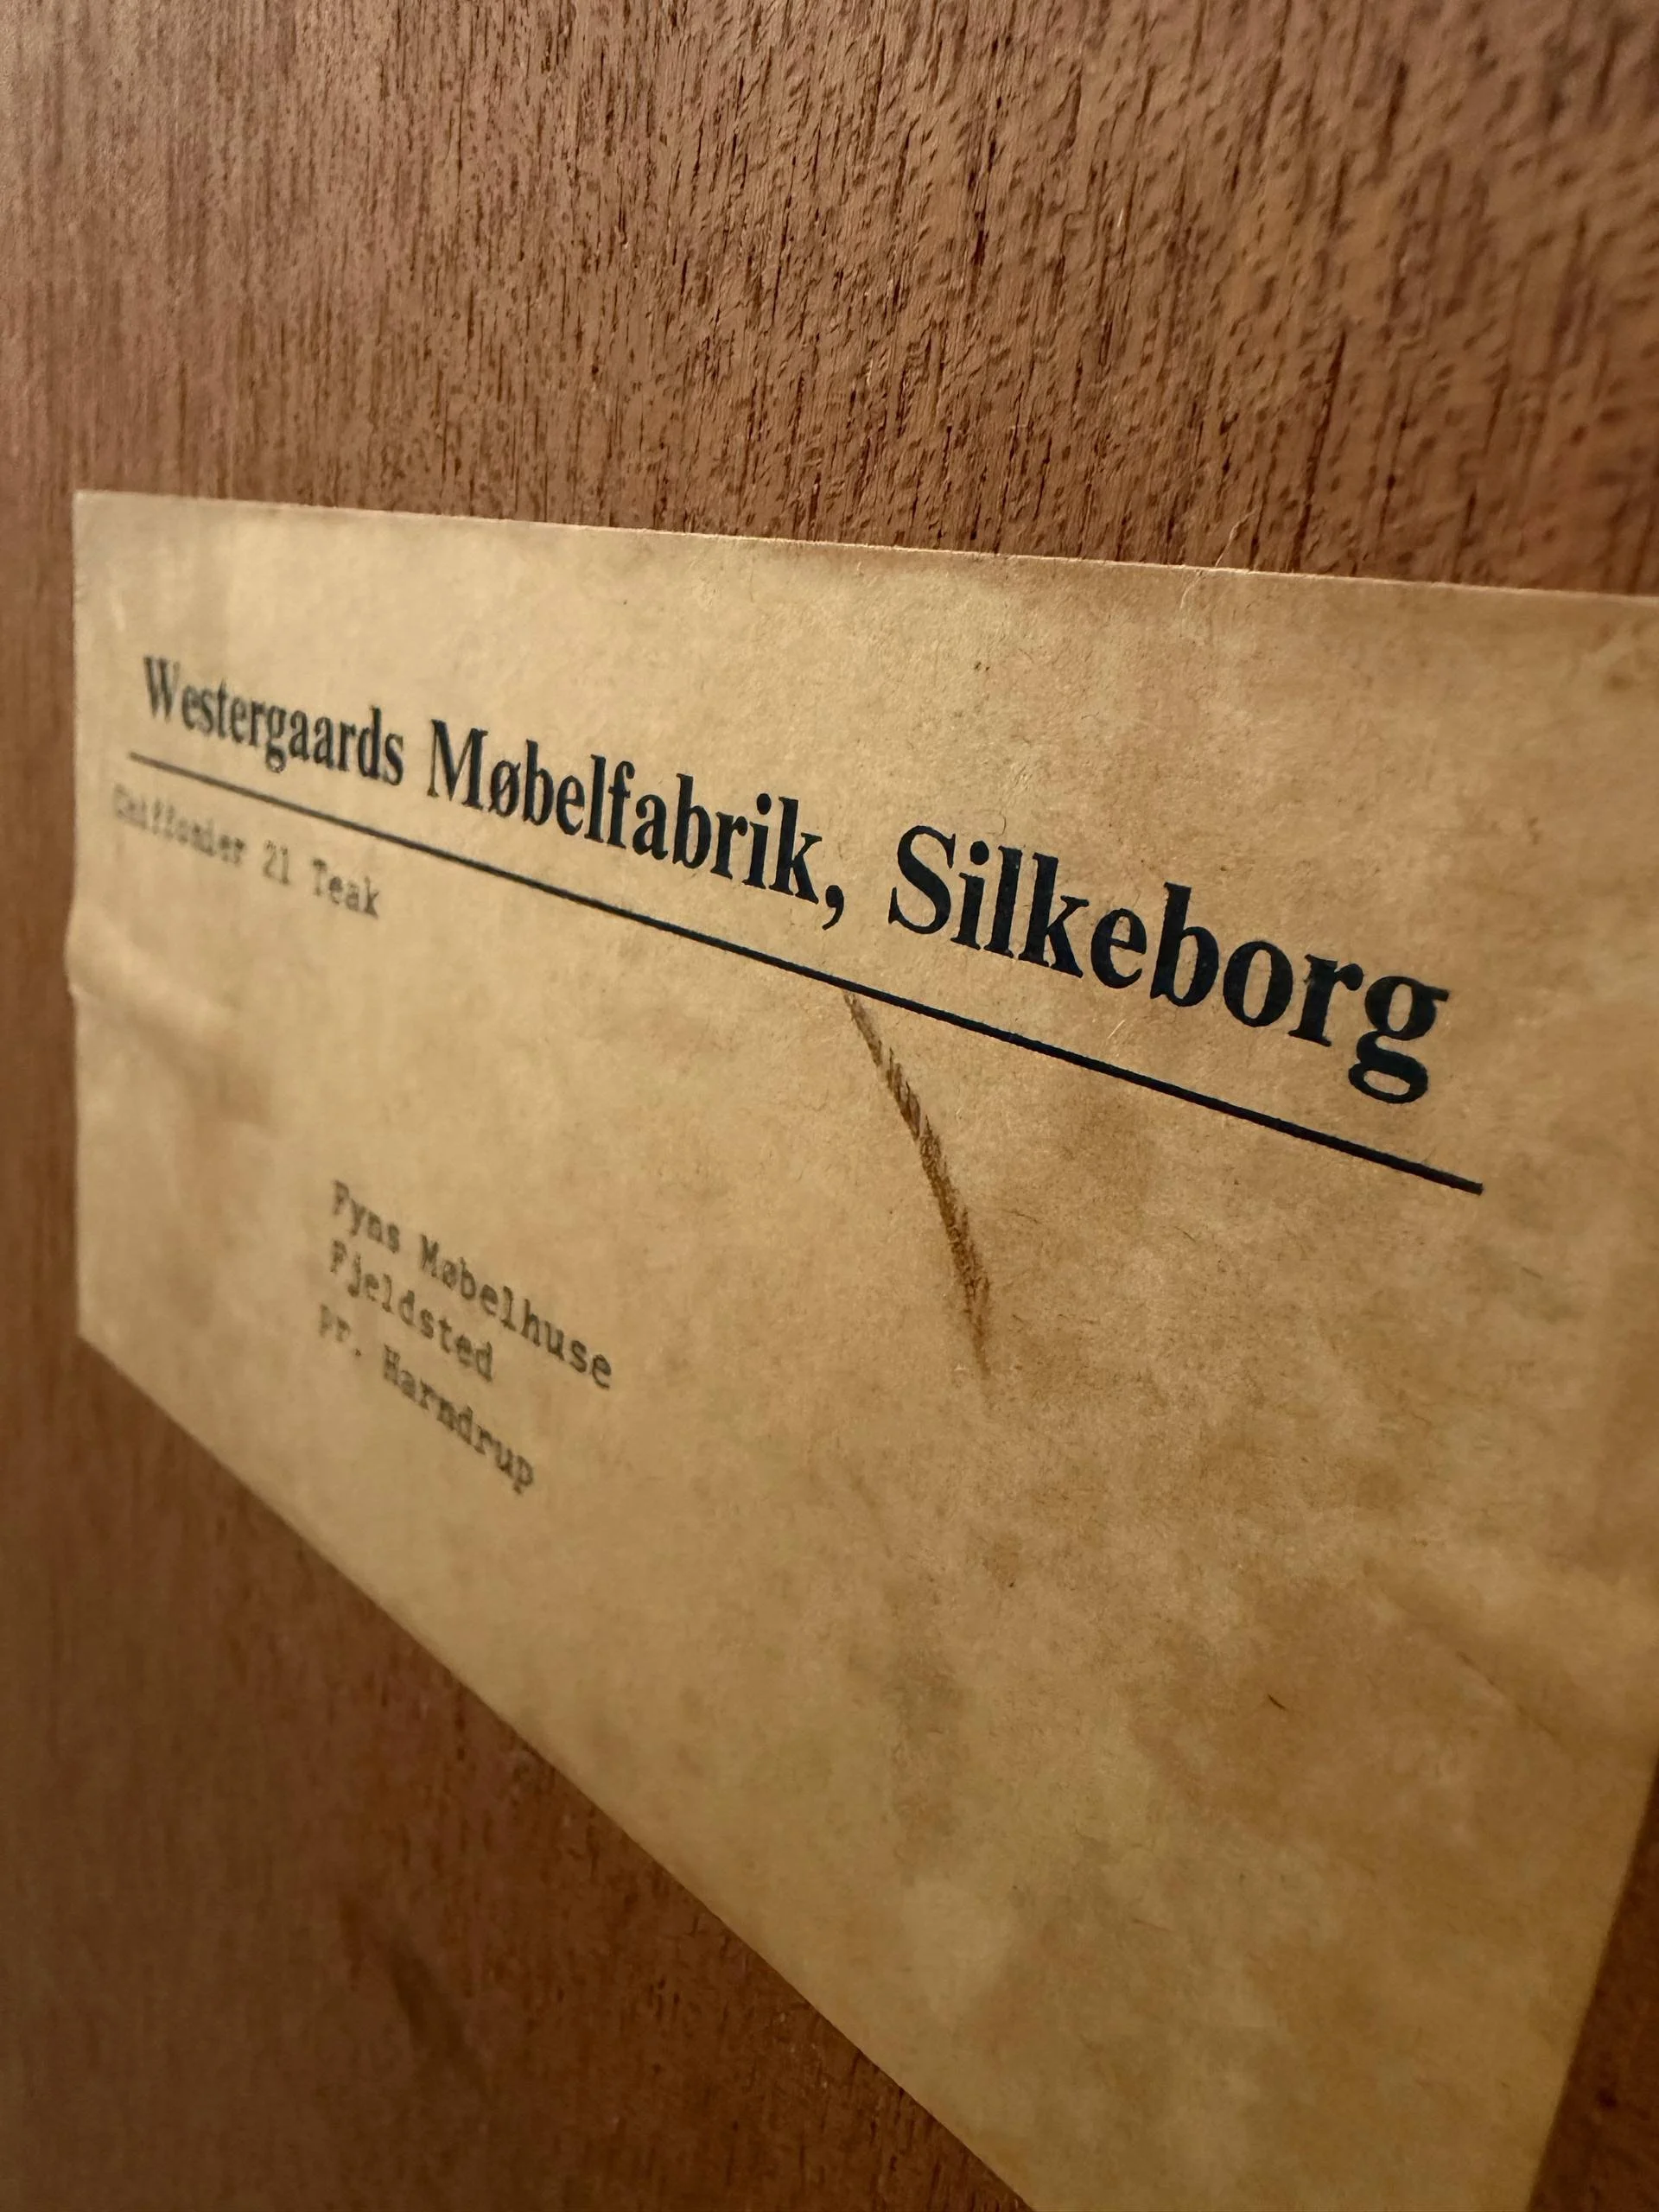 Westergaards Møbelfabrik, Silkeborg
Chiffonier 21 Teak
Fyns Møbelhuse
Fjeldsted
pr. Harndrup